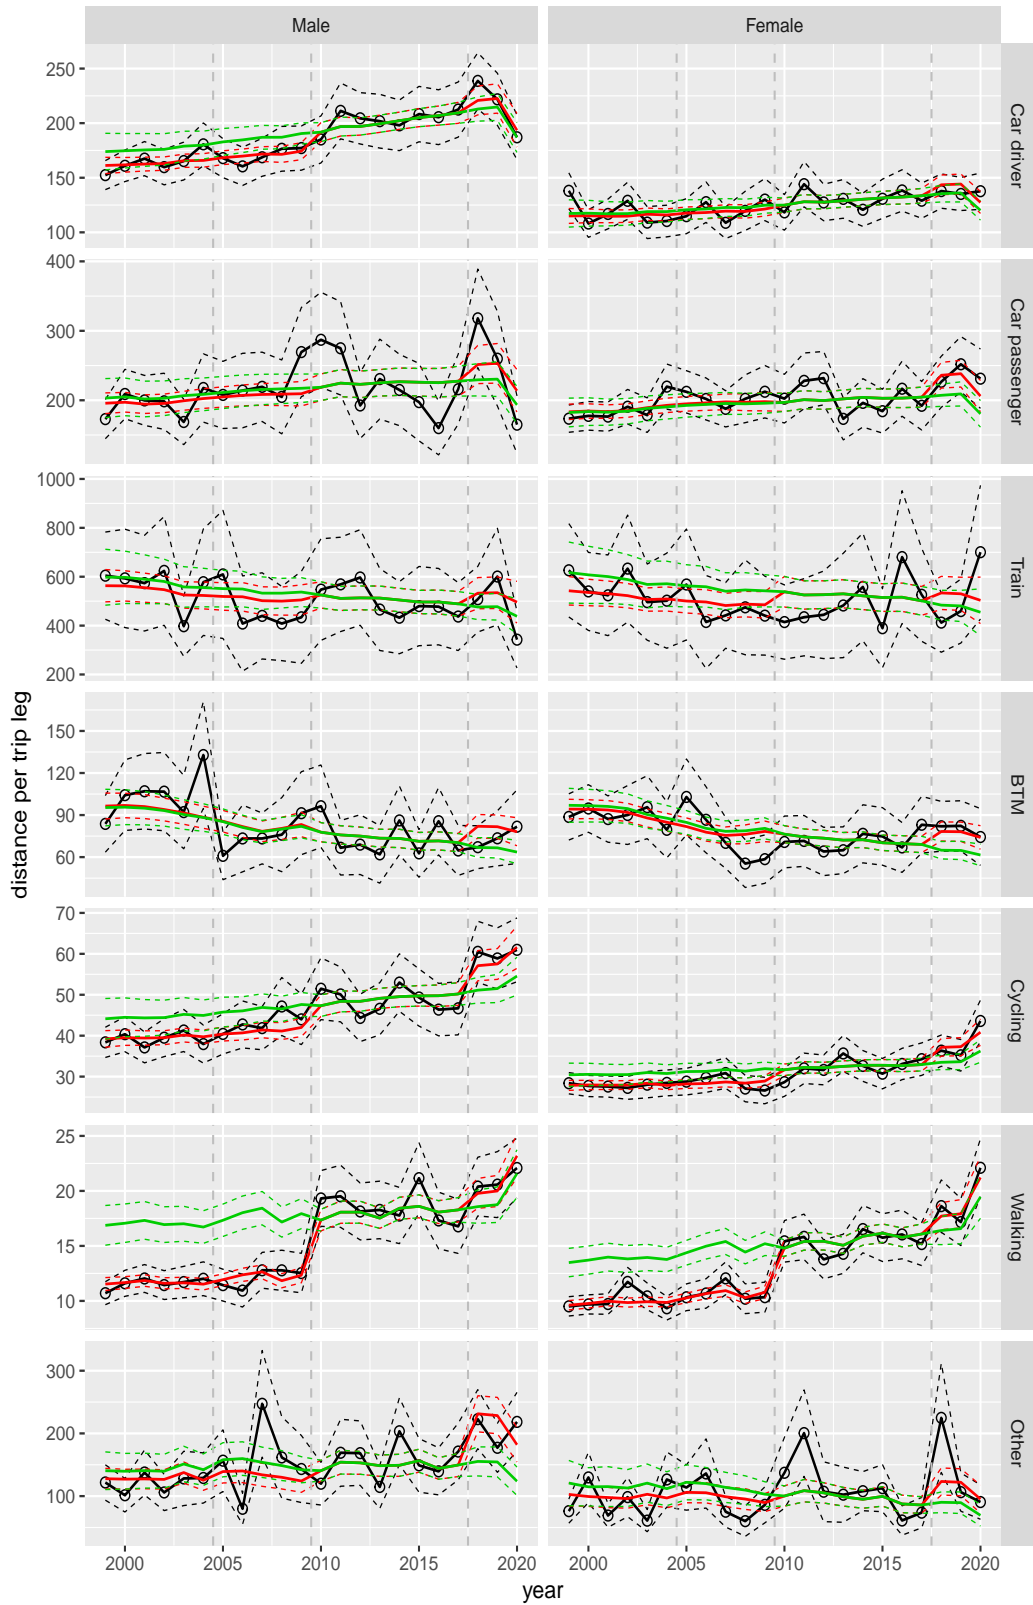 Male
Female
250
200
150
100
Car driver
400
300
200
Car passenger
1000
800
600
400
200
Train
distance per trip leg
150
120
90
60
BTM
70
60
50
40
30
Cycling
25
20
15
10
Walking
300
200
100
Other
2000 2005 2010 2015 2020
2000 2005 2010 2015 2020
year